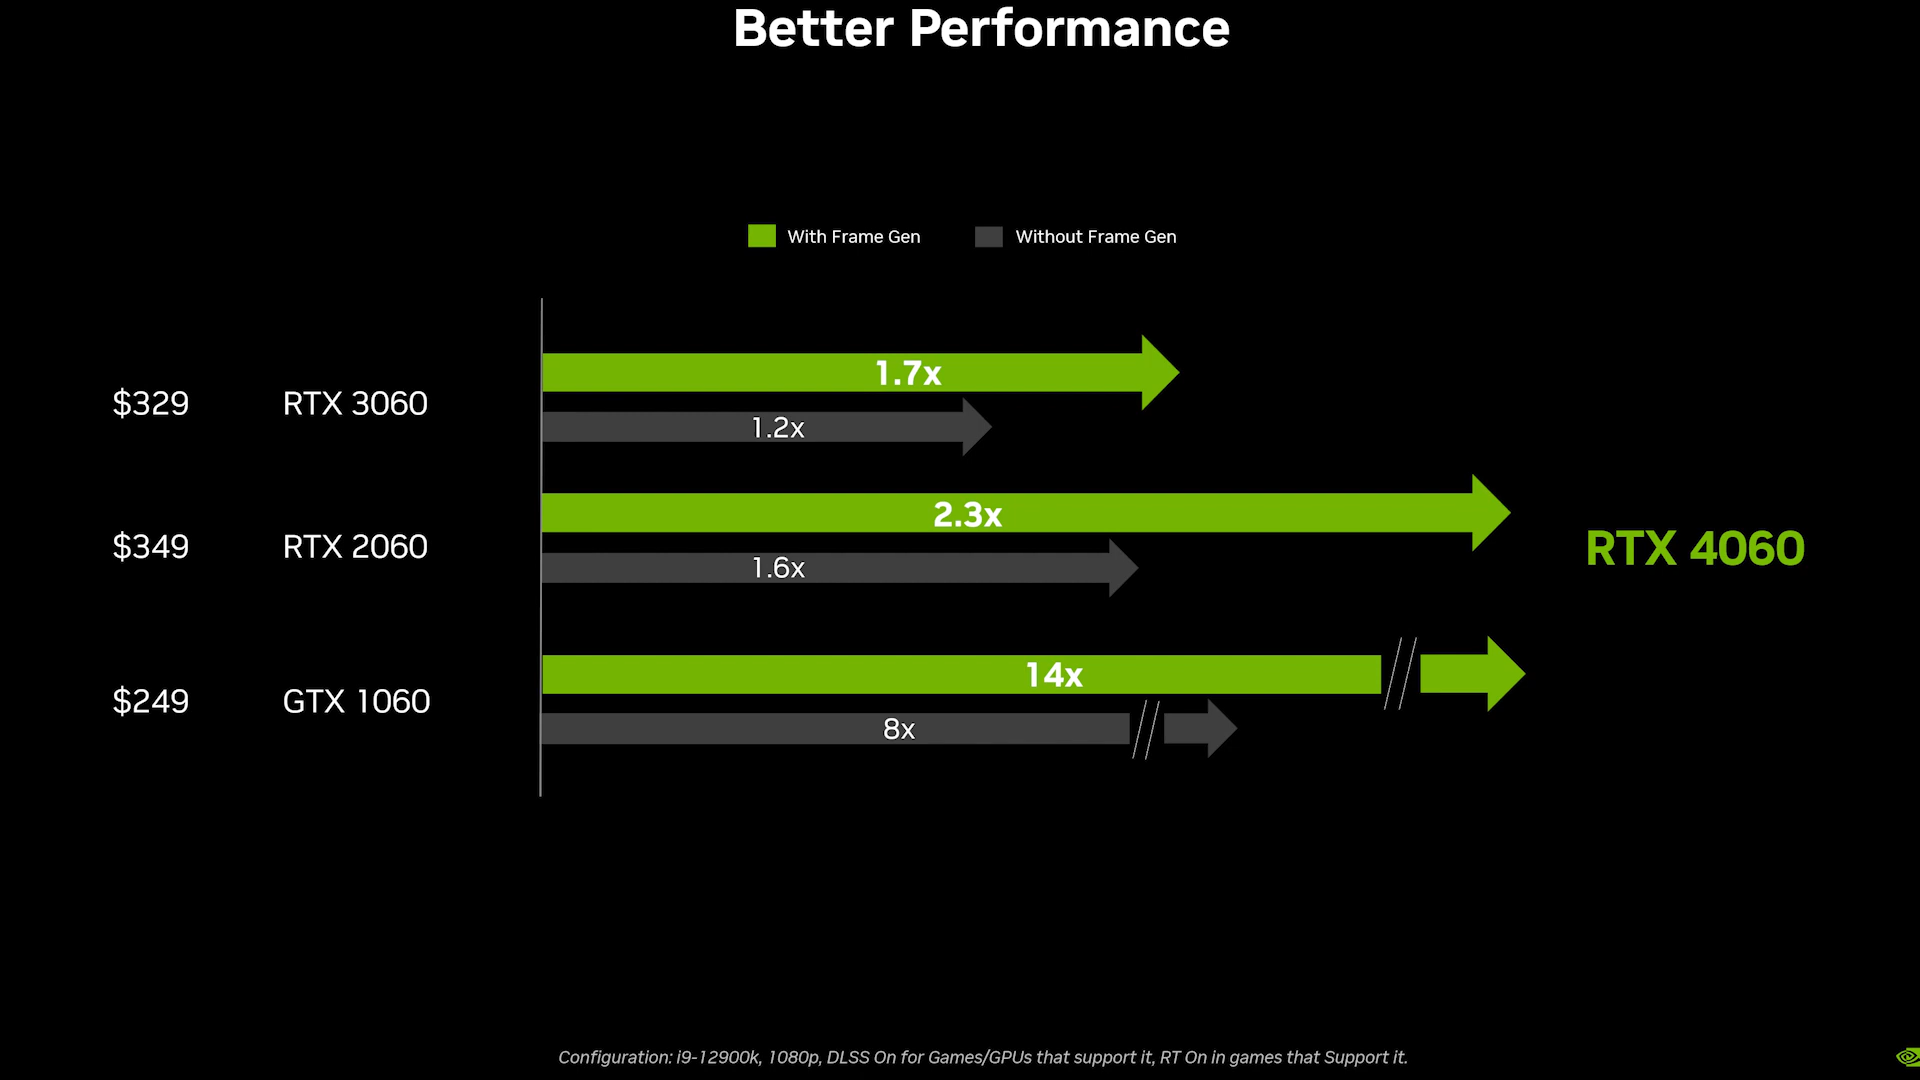 Better Performance
With Frame Gen Without Frame Gen
1.7x
$329 RTX 3060
1.2x
2.3x
$349 RTX 2060 RTX 4060
1.6x
14x
$249 GTX 1060
8x
Configuration: i9-12900k, 1080p, DLSS On for Games/GPUs that support it, RT On in games that Support it.